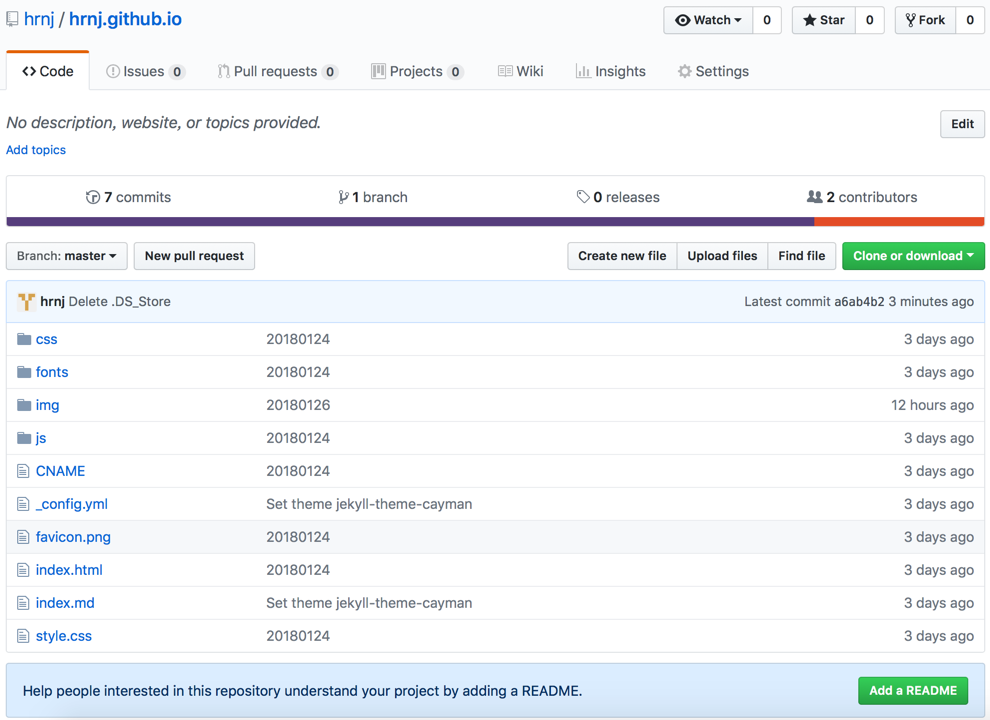 hrnj / hrnj.github.io Watch 0 Star 0 Fork 0
Code Issues 0 Pull requests 0 Projects 0 Wiki Insights Settings
No description, website, or topics provided. Edit
Add topics
7 commits 1 branch 0 releases 2 contributors
Branch: master New pull request Create new file Upload files Find file Clone or download
hrnj Delete .DS_Store Latest commit a6ab4b2 3 minutes ago
css 20180124 3 days ago
fonts 20180124 3 days ago
img 20180126 12 hours ago
js 20180124 3 days ago
CNAME 20180124 3 days ago
_config.yml Set theme jekyll-theme-cayman 3 days ago
favicon.png 20180124 3 days ago
index.html 20180124 3 days ago
index.md Set theme jekyll-theme-cayman 3 days ago
style.css 20180124 3 days ago
Help people interested in this repository understand your project by adding a README. Add a README